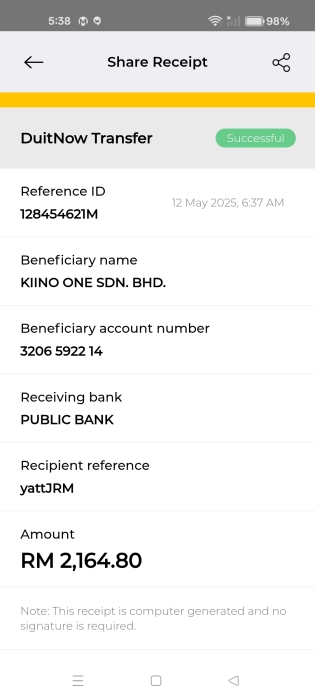 5:38
98%
Share Receipt
DuitNow Transfer
Successful
Reference ID
128454621M
12 May 2025, 6:37 AM
Beneficiary name
KIINO ONE SDN. BHD.
Beneficiary account number
3206 5922 14
Receiving bank
PUBLIC BANK
Recipient reference
yattJRM
Amount
RM 2,164.80
Note: This receipt is computer generated and no
signature is required.